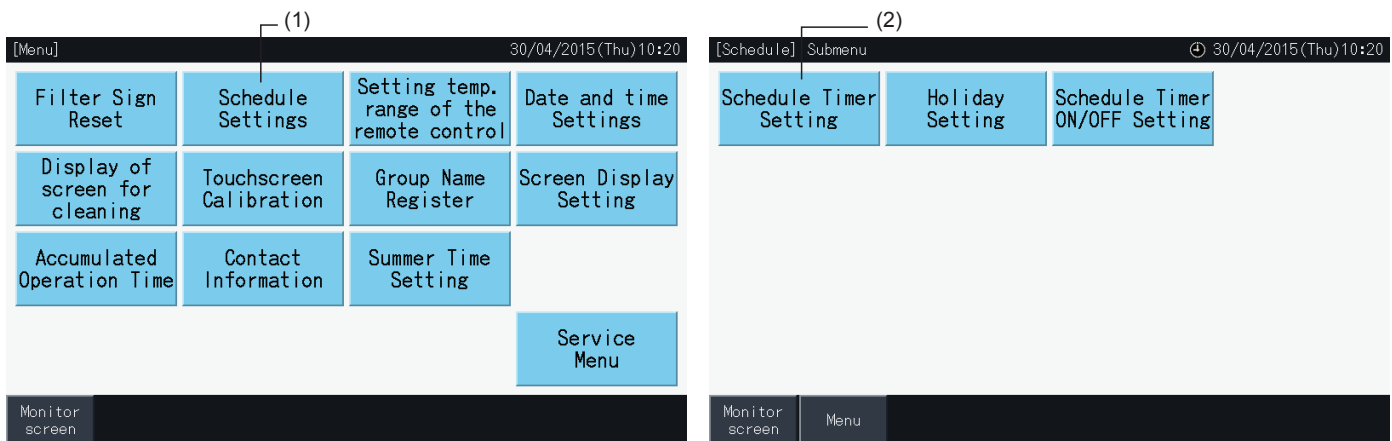 (1)
[Menu] 30/04/2015(Thu)10:20
Filter Sign
Reset
Schedule
Settings
Setting temp.
range of the
remote control
Date and time
Settings
Display of
screen for
cleaning
Touchscreen
Calibration
Group Name
Register
Screen Display
Setting
Accumulated
Operation Time
Contact
Information
Summer Time
Setting
Service
Menu
Monitor
screen
(2)
[Schedule] Submenu 30/04/2015(Thu)10:20
Schedule Timer
Setting
Holiday
Setting
Schedule Timer
ON/OFF Setting
Monitor
screen
Menu